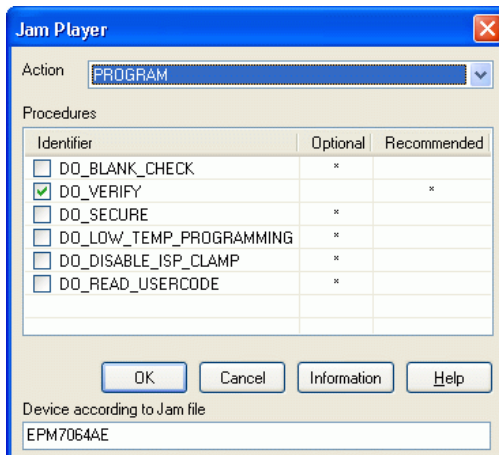 Jam Player
Action PROGRAM
Procedures
Identifier Optional Recommended
DO_BLANK_CHECK *
DO_VERIFY *
DO_SECURE *
DO_LOW_TEMP_PROGRAMMING *
DO_DISABLE_ISP_CLAMP *
DO_READ_USERCODE *
OK Cancel Information Help
Device according to Jam file
EPM7064AE